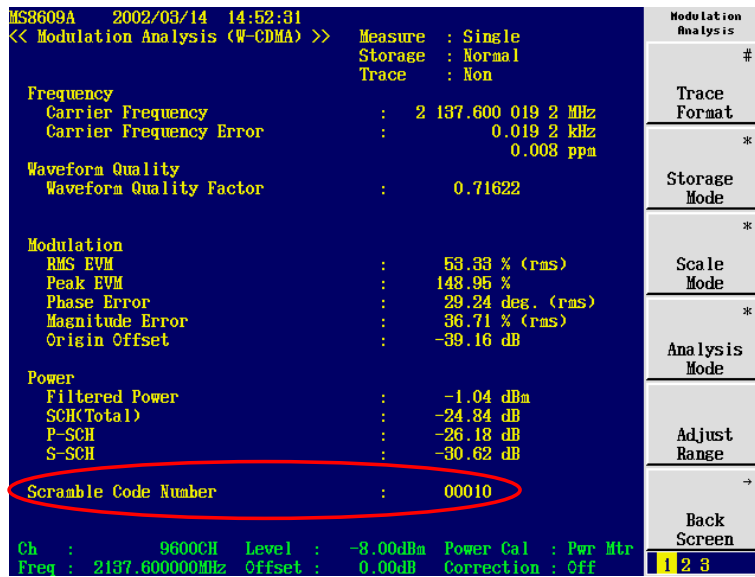 MS8609A 2002/03/14 14:52:31
<< Modulation Analysis (W-CDMA) >> Measure : Single
Storage : Normal
Trace : Non
Frequency
Carrier Frequency : 2 137.600 019 2 MHz
Carrier Frequency Error : 0.019 2 kHz
0.008 ppm
Waveform Quality
Waveform Quality Factor : 0.71622
Modulation
RMS EVM : 53.33 % (rms)
Peak EVM : 148.95 %
Phase Error : 29.24 deg. (rms)
Magnitude Error : 36.71 % (rms)
Origin Offset : -39.16 dB
Power
Filtered Power : -1.04 dBm
SCH(Total) : -24.84 dB
P-SCH : -26.18 dB
S-SCH : -30.62 dB
Scramble Code Number : 00010
Ch : 9600CH Level : -8.00dBm Power Cal : Pwr Mtr
Freq : 2137.600000MHz Offset : 0.00dB Correction : Off
Modulation
Analysis
#
Trace
Format
*
Storage
Mode
*
Scale
Mode
*
Analysis
Mode
Adjust
Range
→
Back
Screen
1 2 3